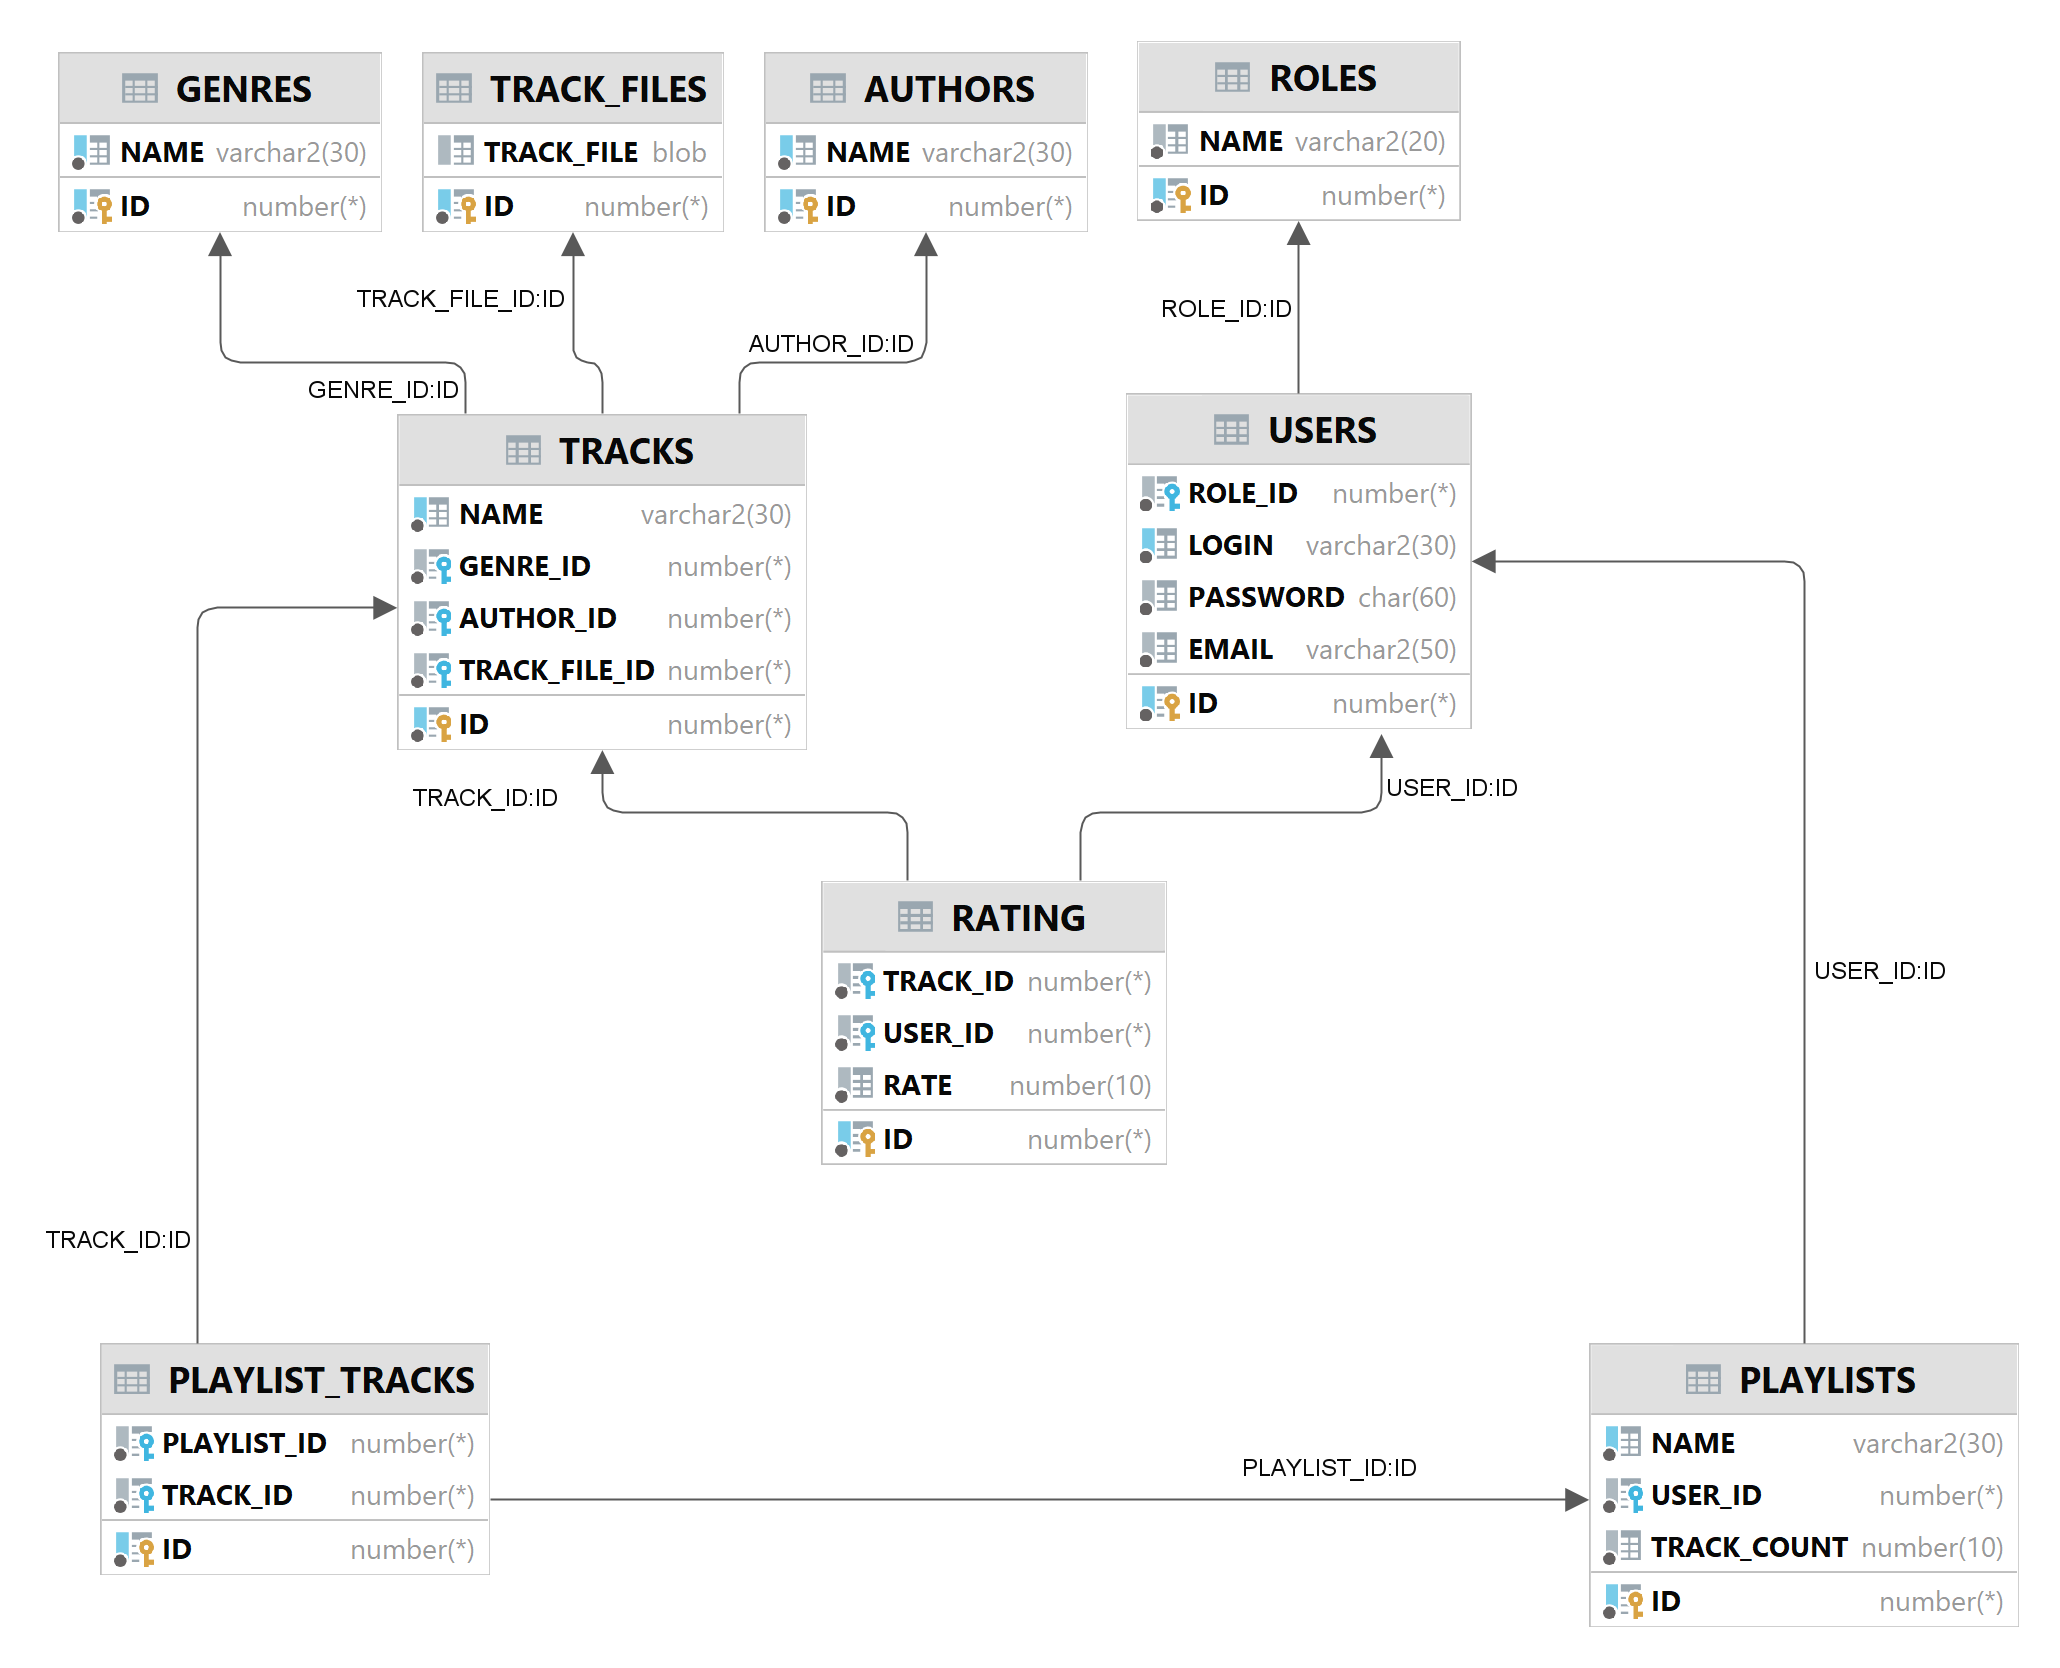 GENRES
NAME varchar2(30)
ID number(*)
TRACK_FILES
TRACK_FILE blob
ID number(*)
AUTHORS
NAME varchar2(30)
ID number(*)
ROLES
NAME varchar2(20)
ID number(*)
TRACK_FILE_ID:ID
AUTHOR_ID:ID
GENRE_ID:ID
ROLE_ID:ID
TRACKS
NAME varchar2(30)
GENRE_ID number(*)
AUTHOR_ID number(*)
TRACK_FILE_ID number(*)
ID number(*)
USERS
ROLE_ID number(*)
LOGIN varchar2(30)
PASSWORD char(60)
EMAIL varchar2(50)
ID number(*)
TRACK_ID:ID
USER_ID:ID
RATING
TRACK_ID number(*)
USER_ID number(*)
RATE number(10)
ID number(*)
USER_ID:ID
TRACK_ID:ID
PLAYLIST_TRACKS
PLAYLIST_ID number(*)
TRACK_ID number(*)
ID number(*)
PLAYLIST_ID:ID
PLAYLISTS
NAME varchar2(30)
USER_ID number(*)
TRACK_COUNT number(10)
ID number(*)